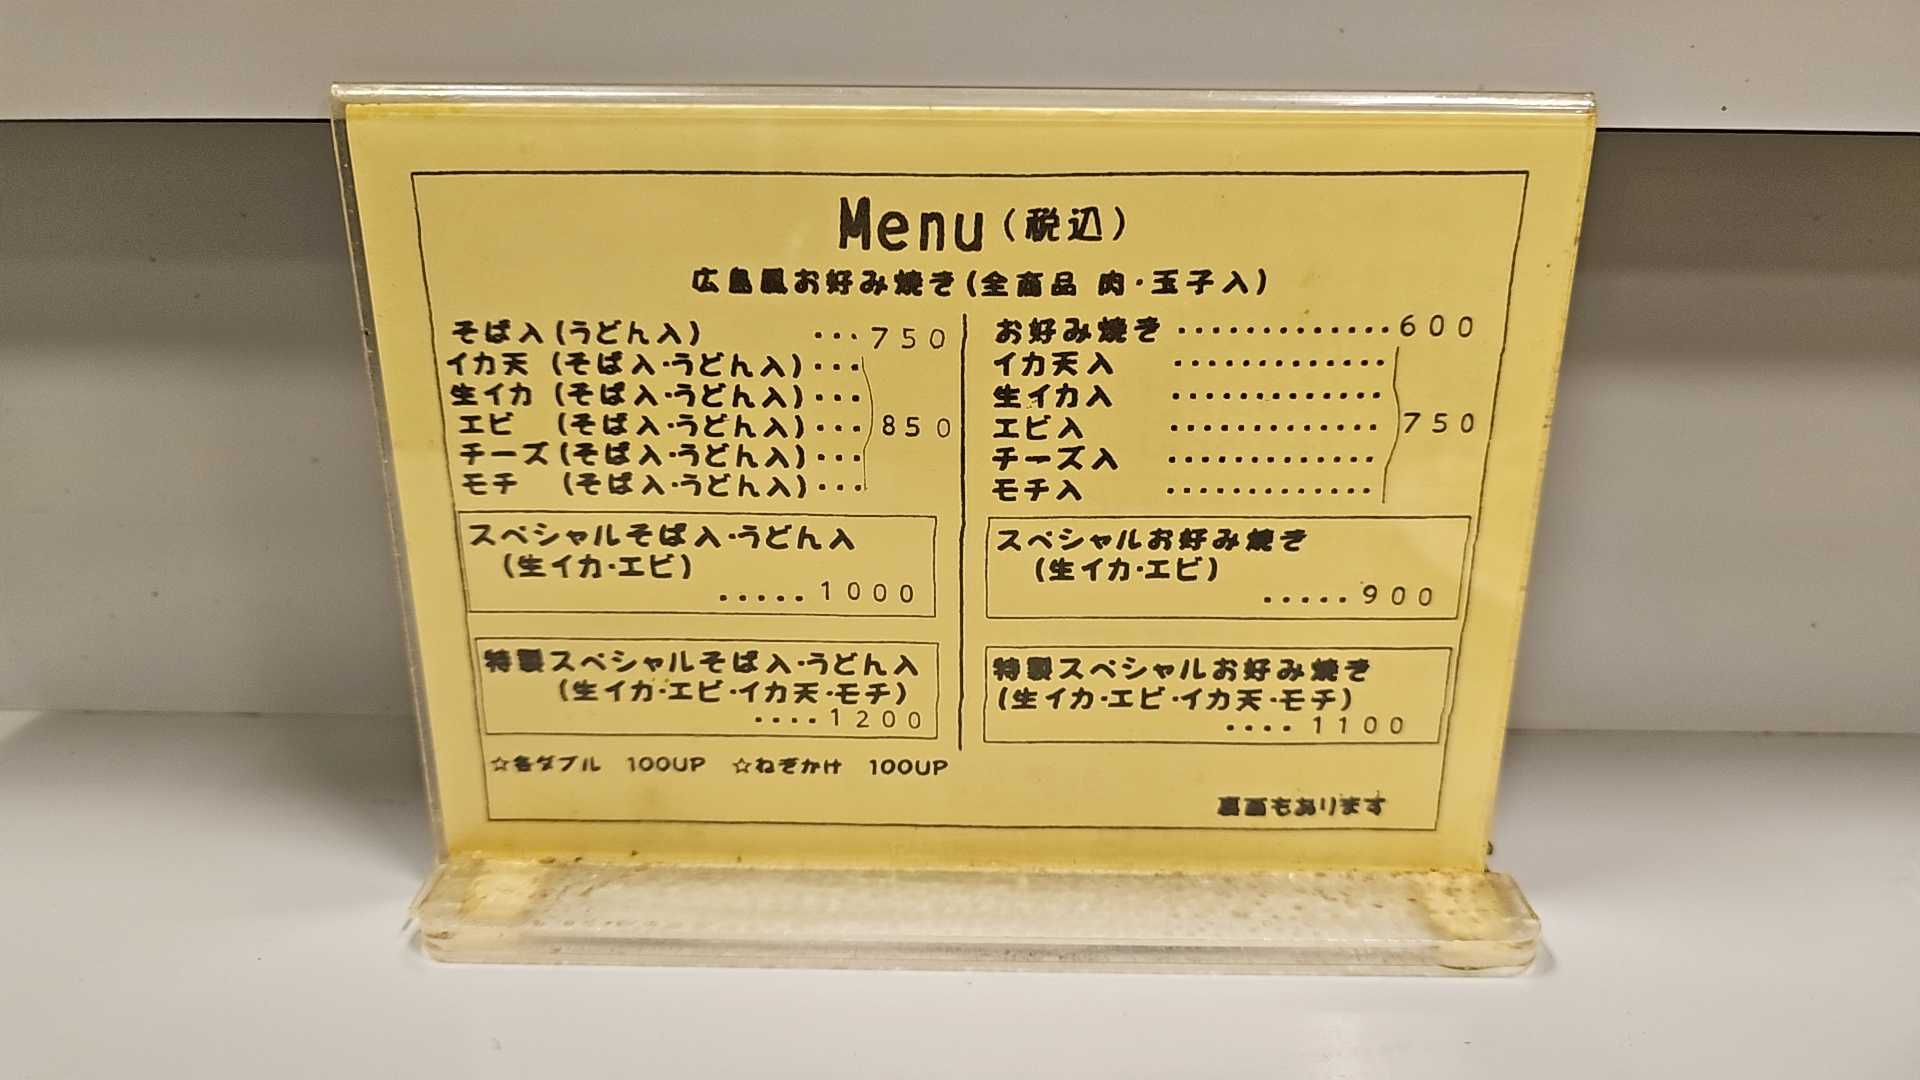 Menu(税込)
広島風お好み焼き(全商品 肉・玉子入)
そば入(うどん入) ･･･750
イカ天 (そば入・うどん入)･･･
生イカ (そば入・うどん入)･･･
エビ (そば入・うどん入)･･･850
チーズ(そば入・うどん入)･･･
モチ (そば入・うどん入)･･･
スペシャルそば入・うどん入
(生イカ・エビ)
･････1000
特製スペシャルそば入・うどん入
(生イカ・エビ・イカ天・モチ)
････1200
☆各ダブル 100UP ☆ねぎかけ 100UP
お好み焼き･････････････600
イカ天入 ･････････････
生イカ入 ･････････････
エビ入 ･････････････750
チーズ入 ･････････････
モチ入 ･････････････
スペシャルお好み焼き
(生イカ・エビ)
･････900
特製スペシャルお好み焼き
(生イカ・エビ・イカ天・モチ)
････1100
裏面もあります